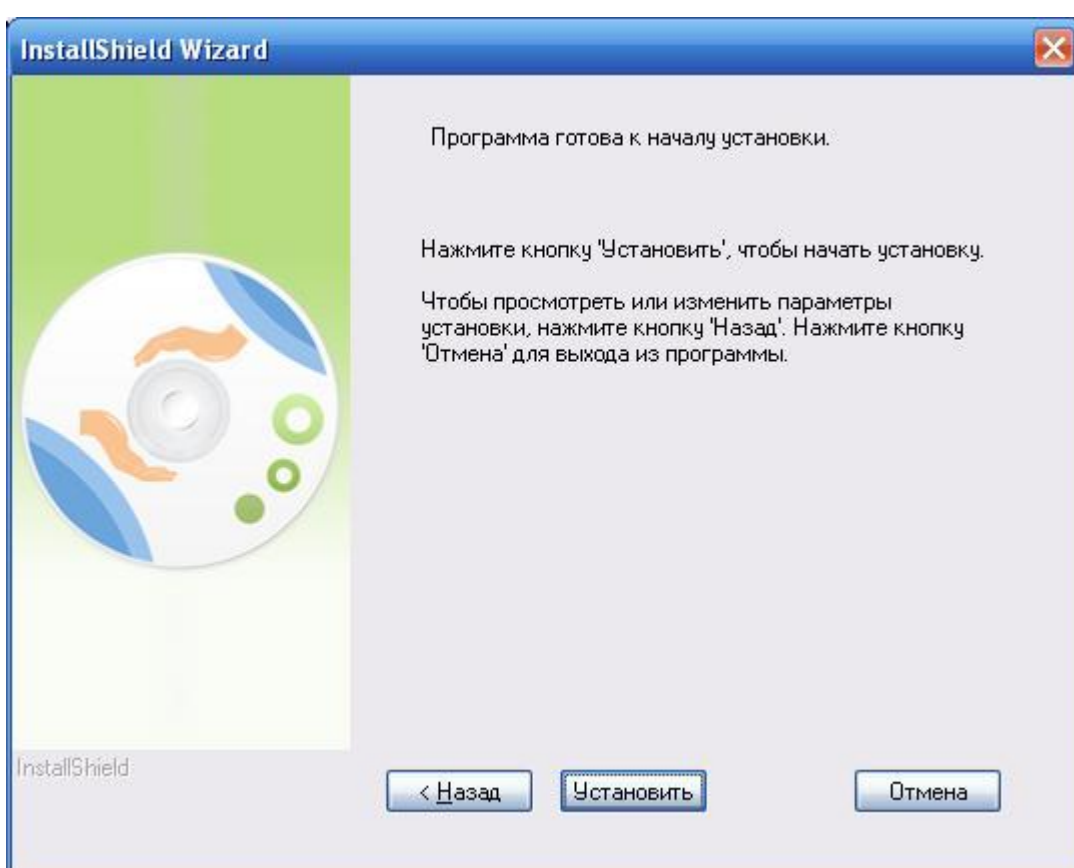 InstallShield Wizard
Программа готова к началу установки.
Нажмите кнопку 'Установить', чтобы начать установку.
Чтобы просмотреть или изменить параметры
установки, нажмите кнопку 'Назад'. Нажмите кнопку
'Отмена' для выхода из программы.
InstallShield
< Назад Установить Отмена